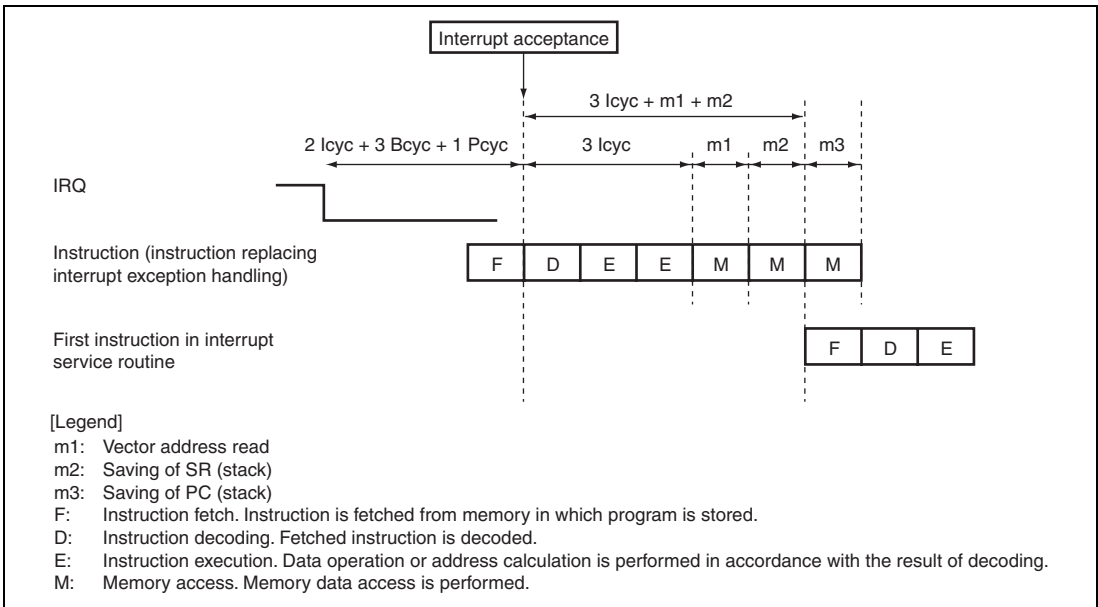 Interrupt acceptance
3 Icyc + m1 + m2
2 Icyc + 3 Bcyc + 1 Pcyc
3 Icyc
m1
m2
m3
IRQ
Instruction (instruction replacing
interrupt exception handling)
F D E E M M M
First instruction in interrupt
service routine
F D E
[Legend]
m1: Vector address read
m2: Saving of SR (stack)
m3: Saving of PC (stack)
F: Instruction fetch. Instruction is fetched from memory in which program is stored.
D: Instruction decoding. Fetched instruction is decoded.
E: Instruction execution. Data operation or address calculation is performed in accordance with the result of decoding.
M: Memory access. Memory data access is performed.